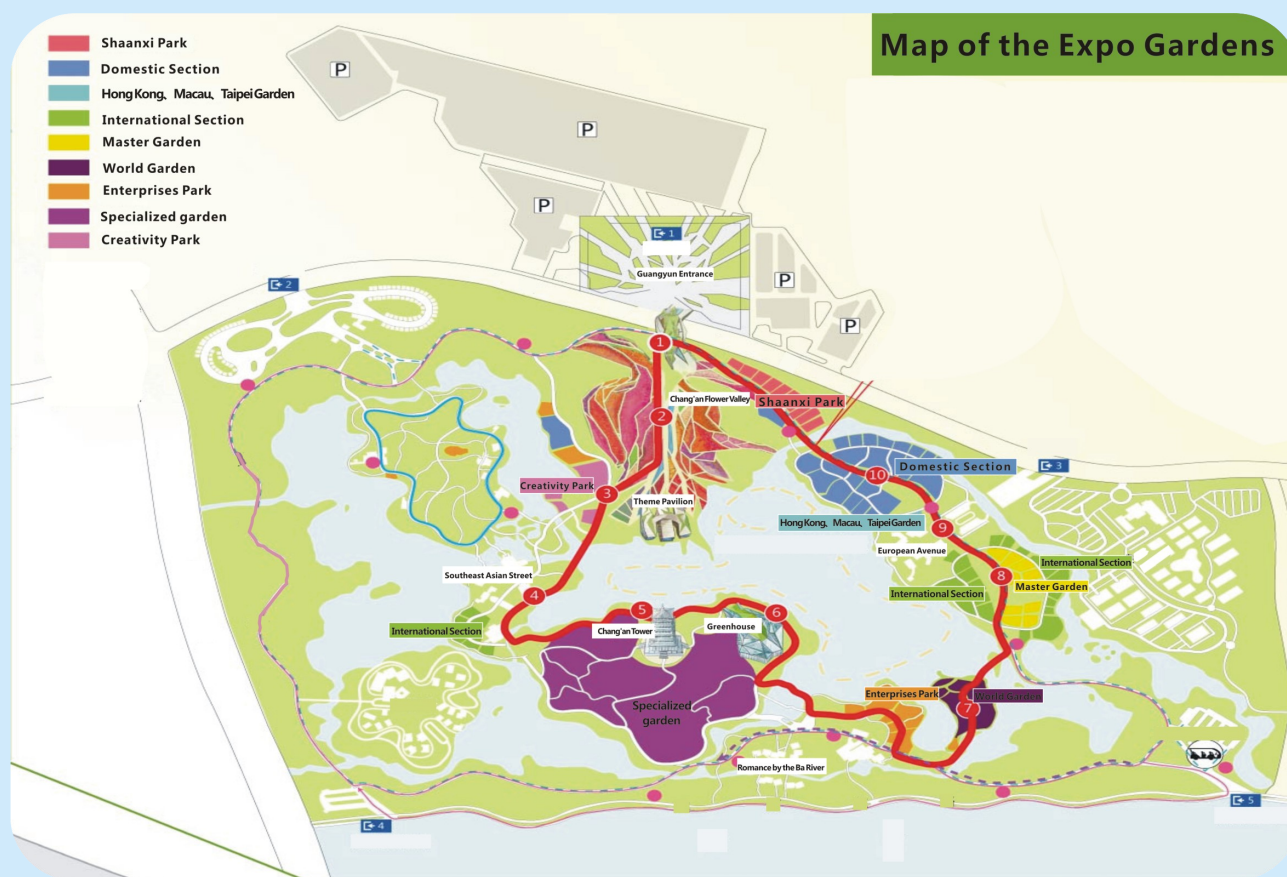 Map of the Expo Gardens
Shaanxi Park
Domestic Section
Hong Kong、Macau、Taipei Garden
International Section
Master Garden
World Garden
Enterprises Park
Specialized garden
Creativity Park
P
P
P
1
Guangyun Entrance
P
2
P
1
Chang'an Flower Valley
Shaanxi Park
2
Domestic Section
3
10
Creativity Park
3
Theme Pavilion
Hong Kong、Macau、Taipei Garden
9
European Avenue
International Section
Southeast Asian Street
8
Master Garden
International Section
4
5
6
International Section
Chang'an Tower
Greenhouse
Enterprises Park
World Garden
7
Specialized
garden
Romance by the Ba River
5
4